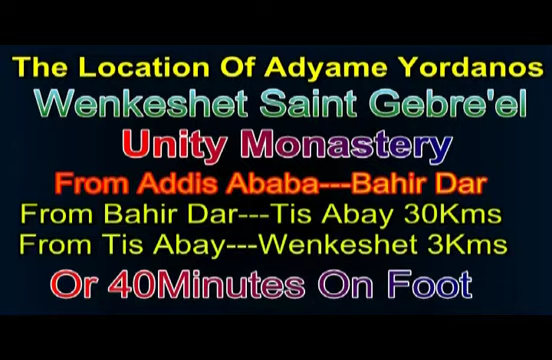 The Location Of Adyame Yordanos
Wenkeshet Saint Gebre'el
Unity Monastery
From Addis Ababa---Bahir Dar
From Bahir Dar---Tis Abay 30Kms
From Tis Abay---Wenkeshet 3Kms
Or 40Minutes On Foot